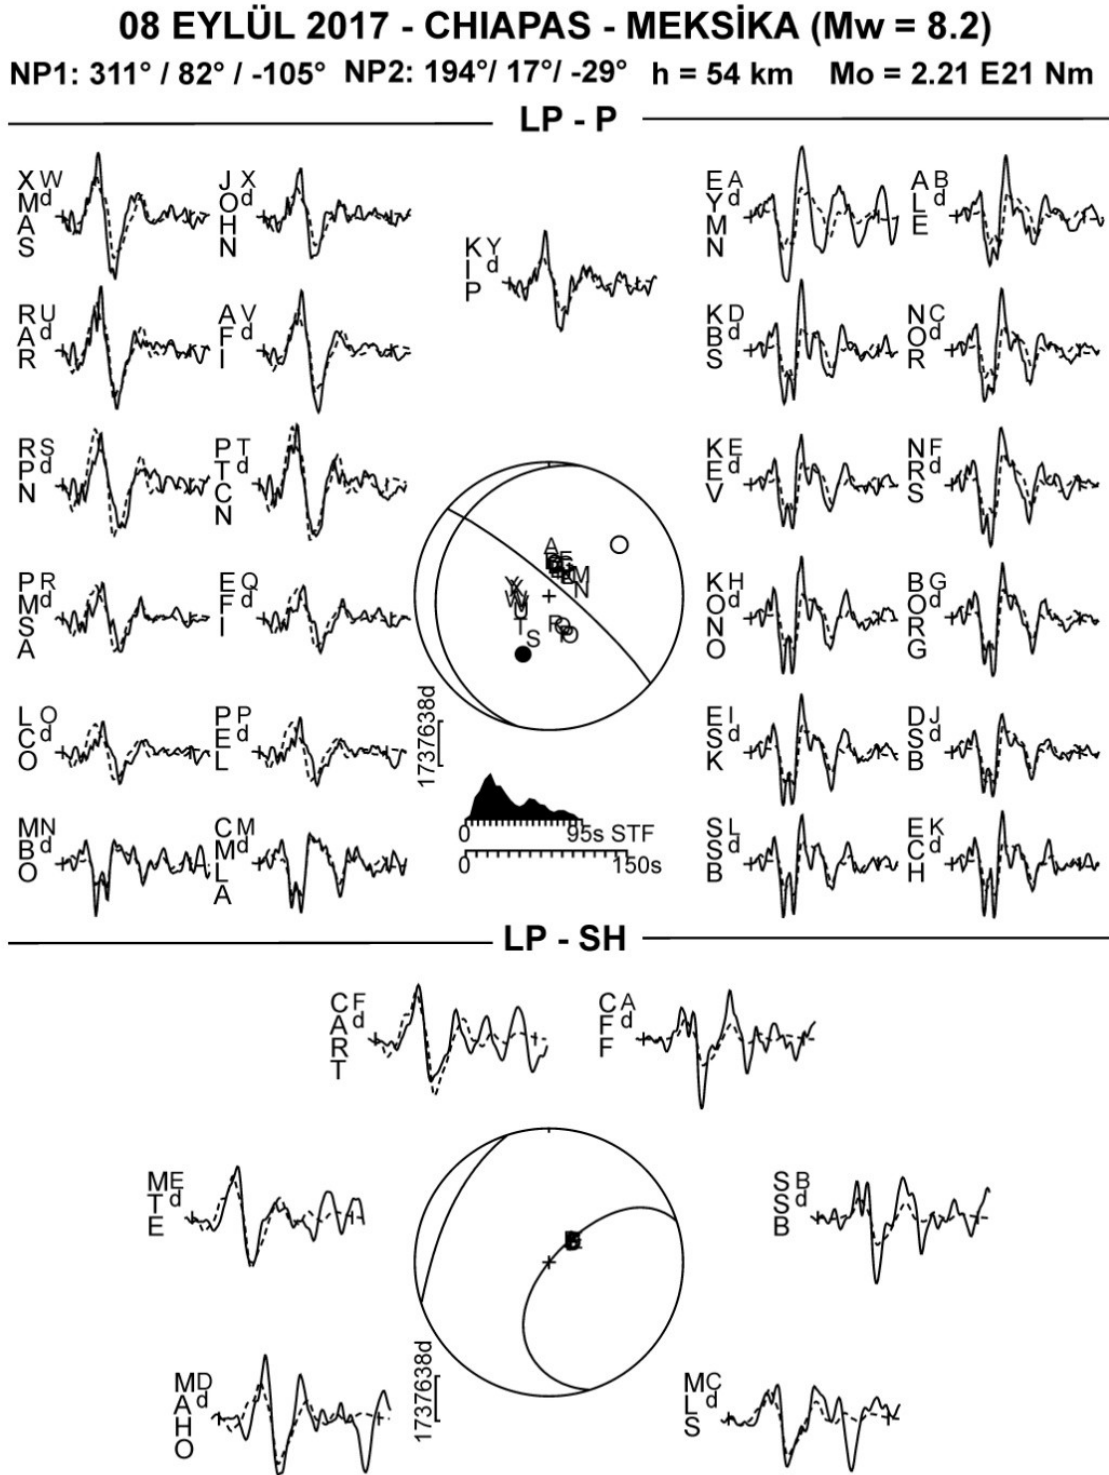 08 EYLÜL 2017 - CHIAPAS - MEKSİKA (Mw = 8.2)
NP1: 311° / 82° / -105° NP2: 194°/ 17°/ -29° h = 54 km Mo = 2.21 E21 Nm
LP - P
XMAS W d
JOHN X d
KIP Y d
EYMN A d
ALE B d
RAR U d
AFI V d
KBS D d
NOR C d
RPN S d
PTCN T d
KEV E d
NRS F d
PMSA R d
EFI Q d
KONO H d
BORG G d
LCO O d
PEL P d
ESK I d
DSB J d
MBO N d
CMLA M d
SSB L d
ECH K d
1737638d
0 95s STF
0 150s
LP - SH
CART F d
CFF A d
MTE E d
SSB B d
MAHO D d
MLS C d
1737638d